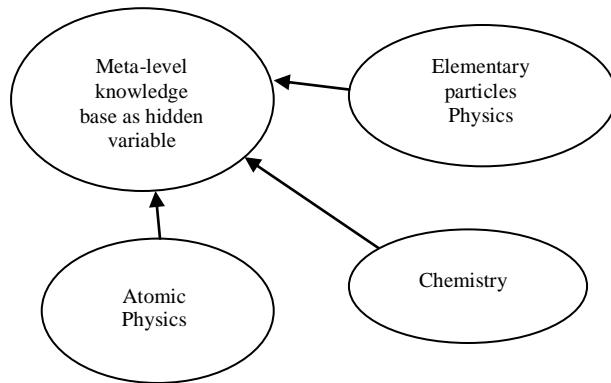 Meta-level
knowledge
base as hidden
variable
Elementary
particles
Physics
Atomic
Physics
Chemistry